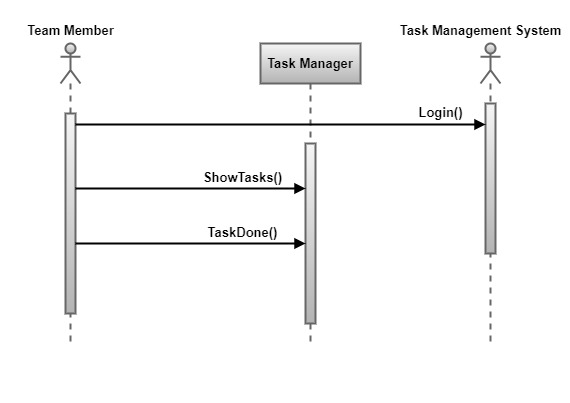 Team Member
Task Management System
Task Manager
Login()
ShowTasks()
TaskDone()